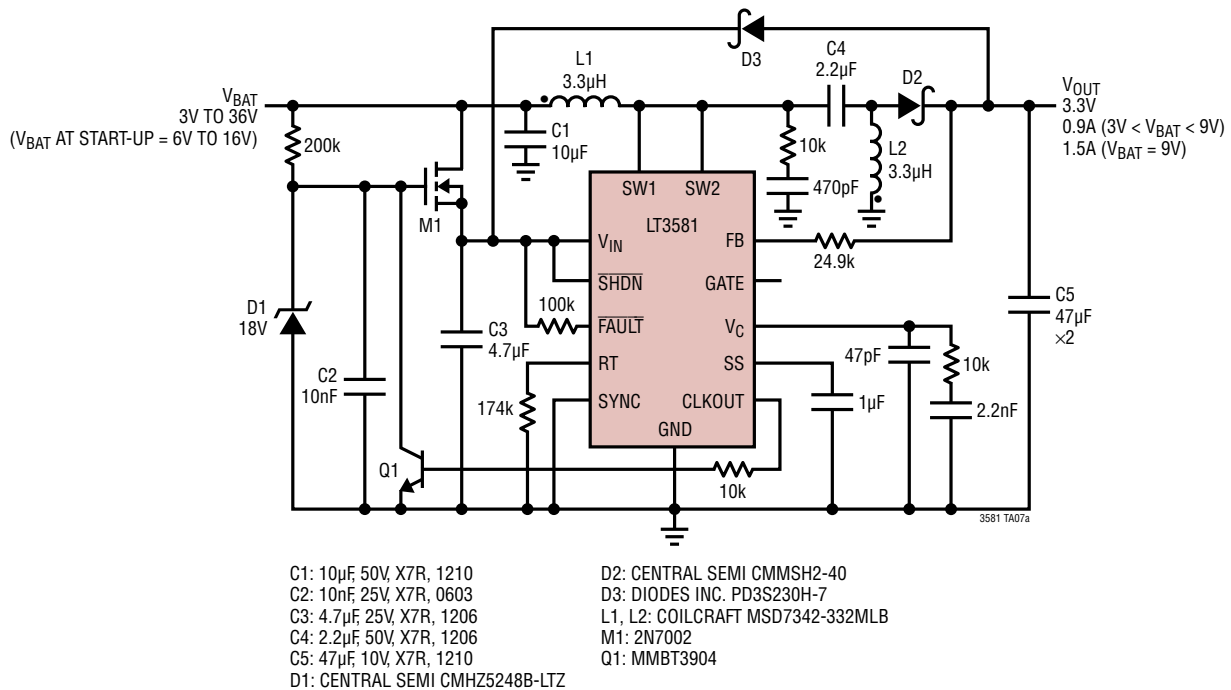 D3
L1
3.3µH
C4
2.2µF
D2
V_BAT
3V TO 36V
(V_BAT AT START-UP = 6V TO 16V)
200k
C1
10µF
10k
470pF
L2
3.3µH
V_OUT
3.3V
0.9A (3V < V_BAT < 9V)
1.5A (V_BAT = 9V)
M1
SW1
SW2
LT3581
V_IN
FB
24.9k
S̅H̅D̅N̅
GATE
D1
18V
100k
F̅A̅U̅L̅T̅
V_C
C5
47µF
×2
C3
4.7µF
47pF
10k
RT
SS
C2
10nF
174k
SYNC
CLKOUT
1µF
2.2nF
GND
Q1
10k
3581 TA07a
C1: 10µF, 50V, X7R, 1210
C2: 10nF, 25V, X7R, 0603
C3: 4.7µF, 25V, X7R, 1206
C4: 2.2µF, 50V, X7R, 1206
C5: 47µF, 10V, X7R, 1210
D1: CENTRAL SEMI CMHZ5248B-LTZ
D2: CENTRAL SEMI CMMSH2-40
D3: DIODES INC. PD3S230H-7
L1, L2: COILCRAFT MSD7342-332MLB
M1: 2N7002
Q1: MMBT3904